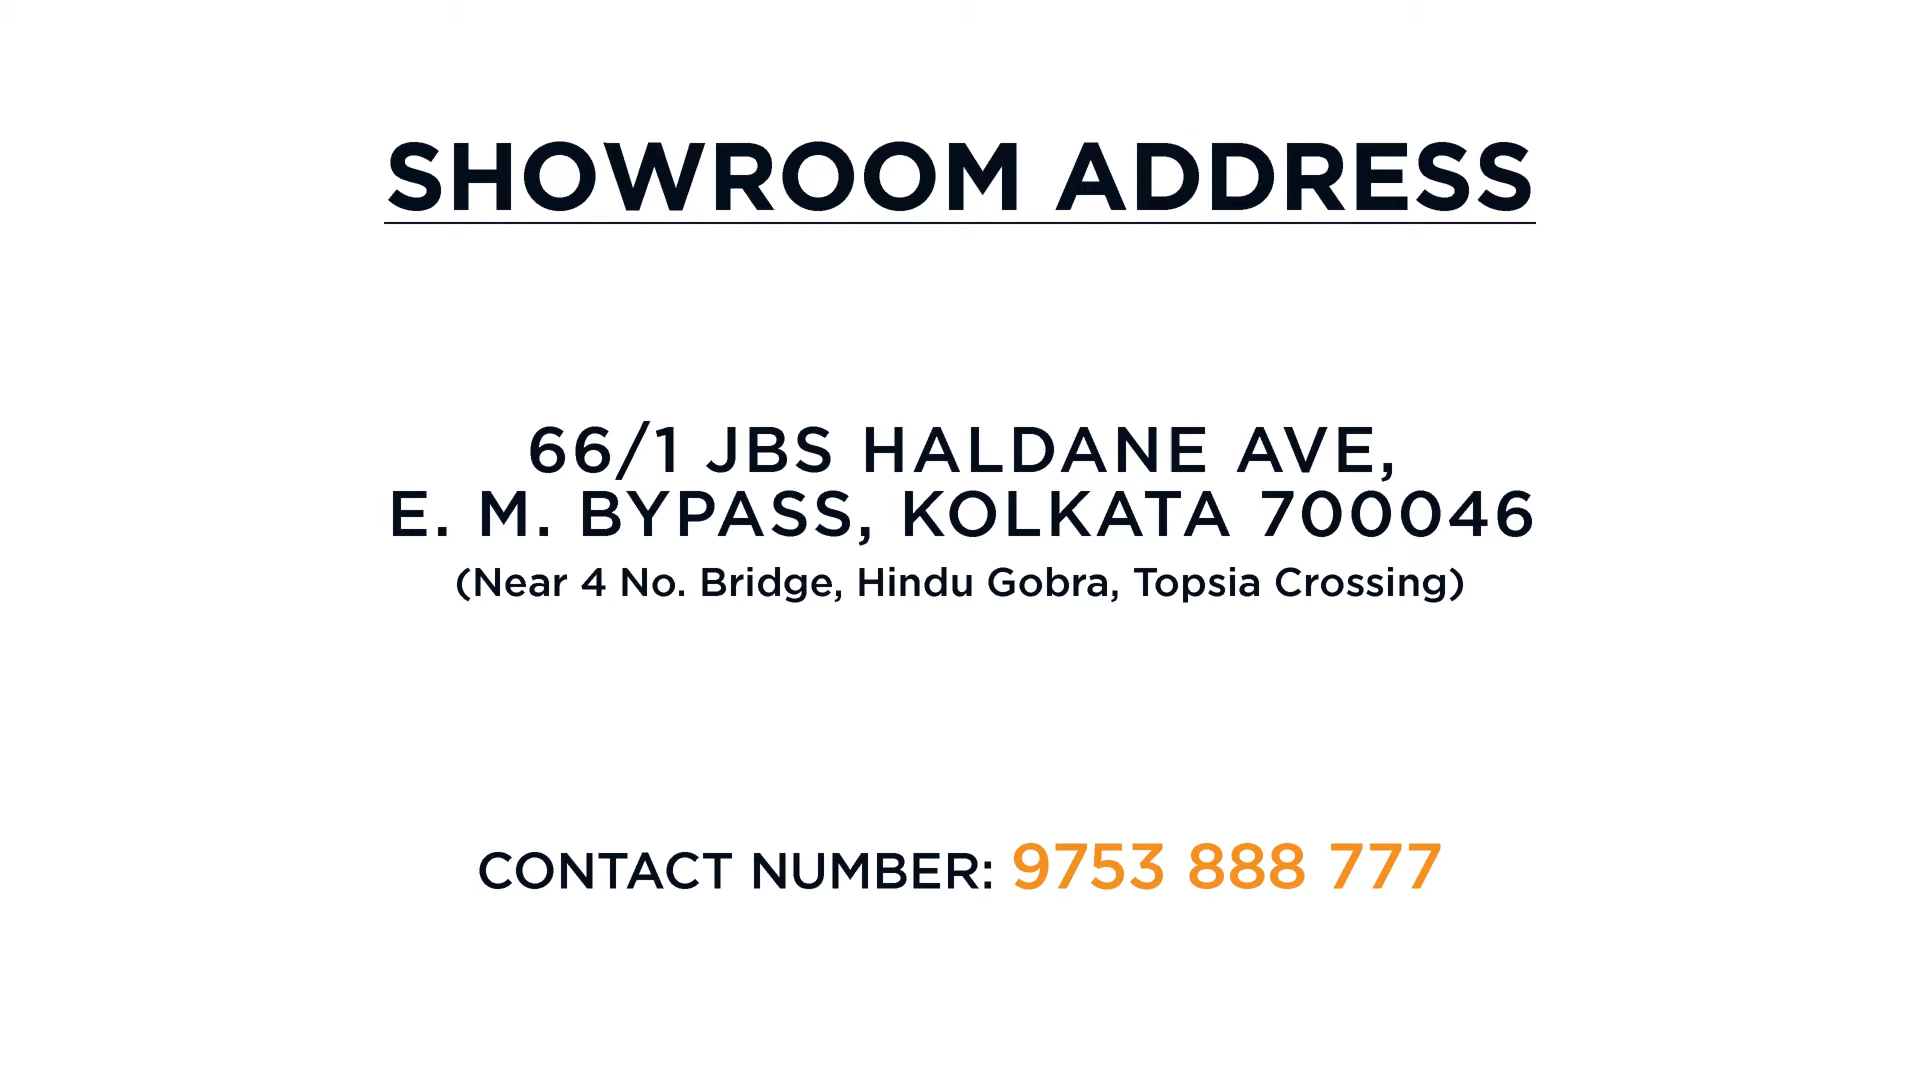 SHOWROOM ADDRESS
66/1 JBS HALDANE AVE,
E. M. BYPASS, KOLKATA 700046
(Near 4 No. Bridge, Hindu Gobra, Topsia Crossing)
CONTACT NUMBER: 9753 888 777